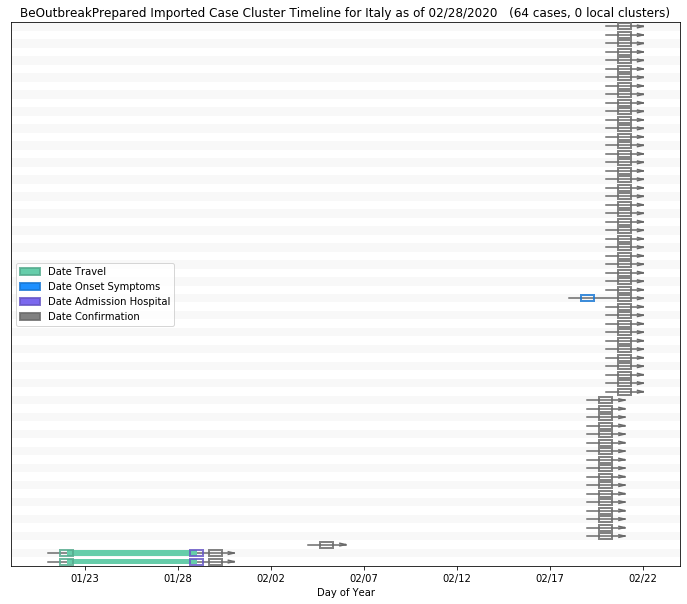 BeOutbreakPrepared Imported Case Cluster Timeline for Italy as of 02/28/2020 (64 cases, 0 local clusters)
Date Travel
Date Onset Symptoms
Date Admission Hospital
Date Confirmation
01/23 01/28 02/02 02/07 02/12 02/17 02/22
Day of Year